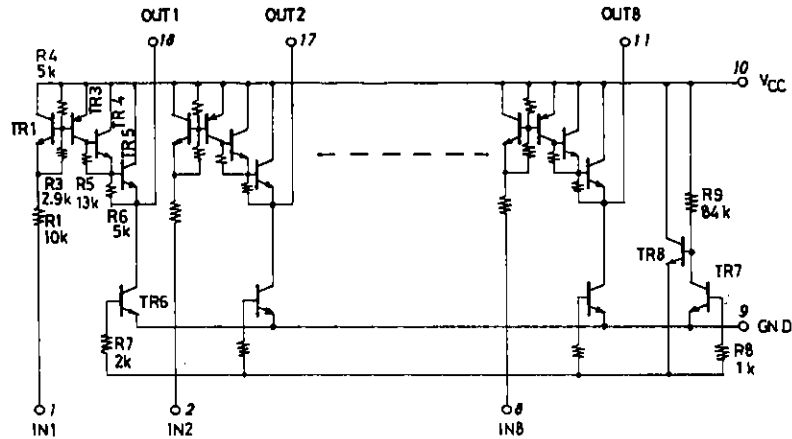 OUT1 OUT2 OUT8
18 17 11
R4
5k
10 VCC
TR1 TR3 TR4 TR5
R3
2.9k
R5
13k
R6
5k
R1
10k
R9
84k
TR8
TR7
TR6
9 GND
R7
2k
R8
1k
1 2 8
IN1 IN2 IN8